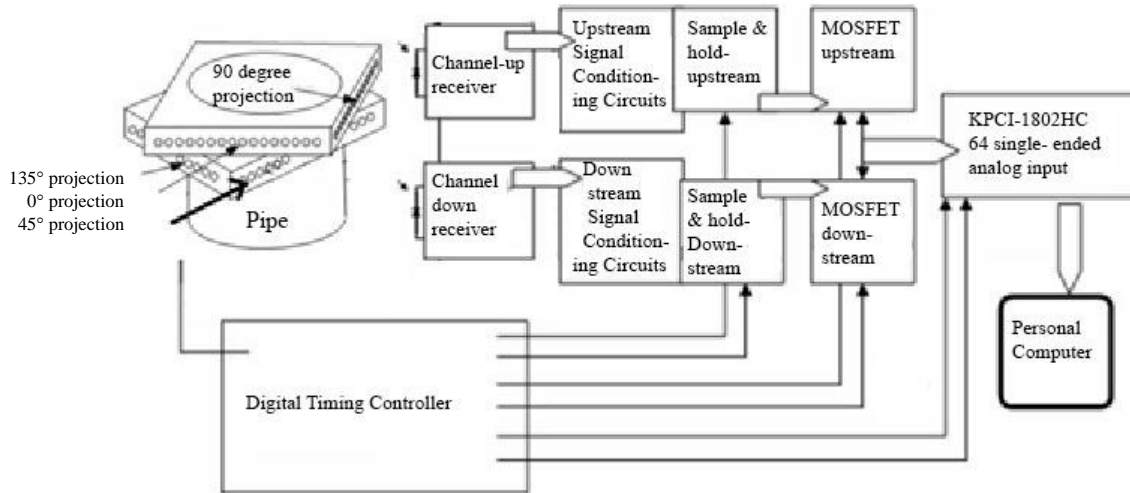 90 degree
projection
135° projection
0° projection
45° projection
Pipe
Channel-up
receiver
Upstream
Signal
Condition-
ing Circuits
Sample &
hold-
upstream
MOSFET
upstream
Channel
down
receiver
Down
stream
Signal
Condition-
ing Circuits
Sample
& hold-
Down-
stream
MOSFET
down-
stream
KPCI-1802HC
64 single- ended
analog input
Personal
Computer
Digital Timing Controller